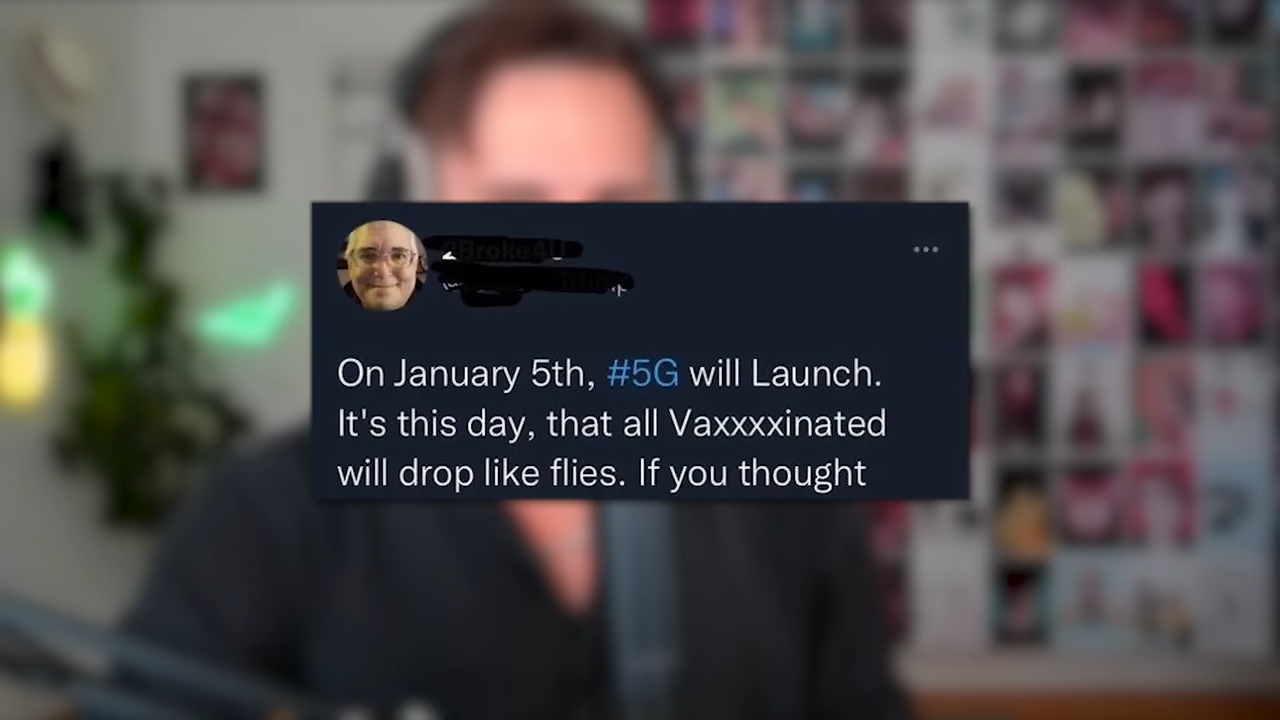 On January 5th, #5G will Launch.
It's this day, that all Vaxxxxinated
will drop like flies. If you thought